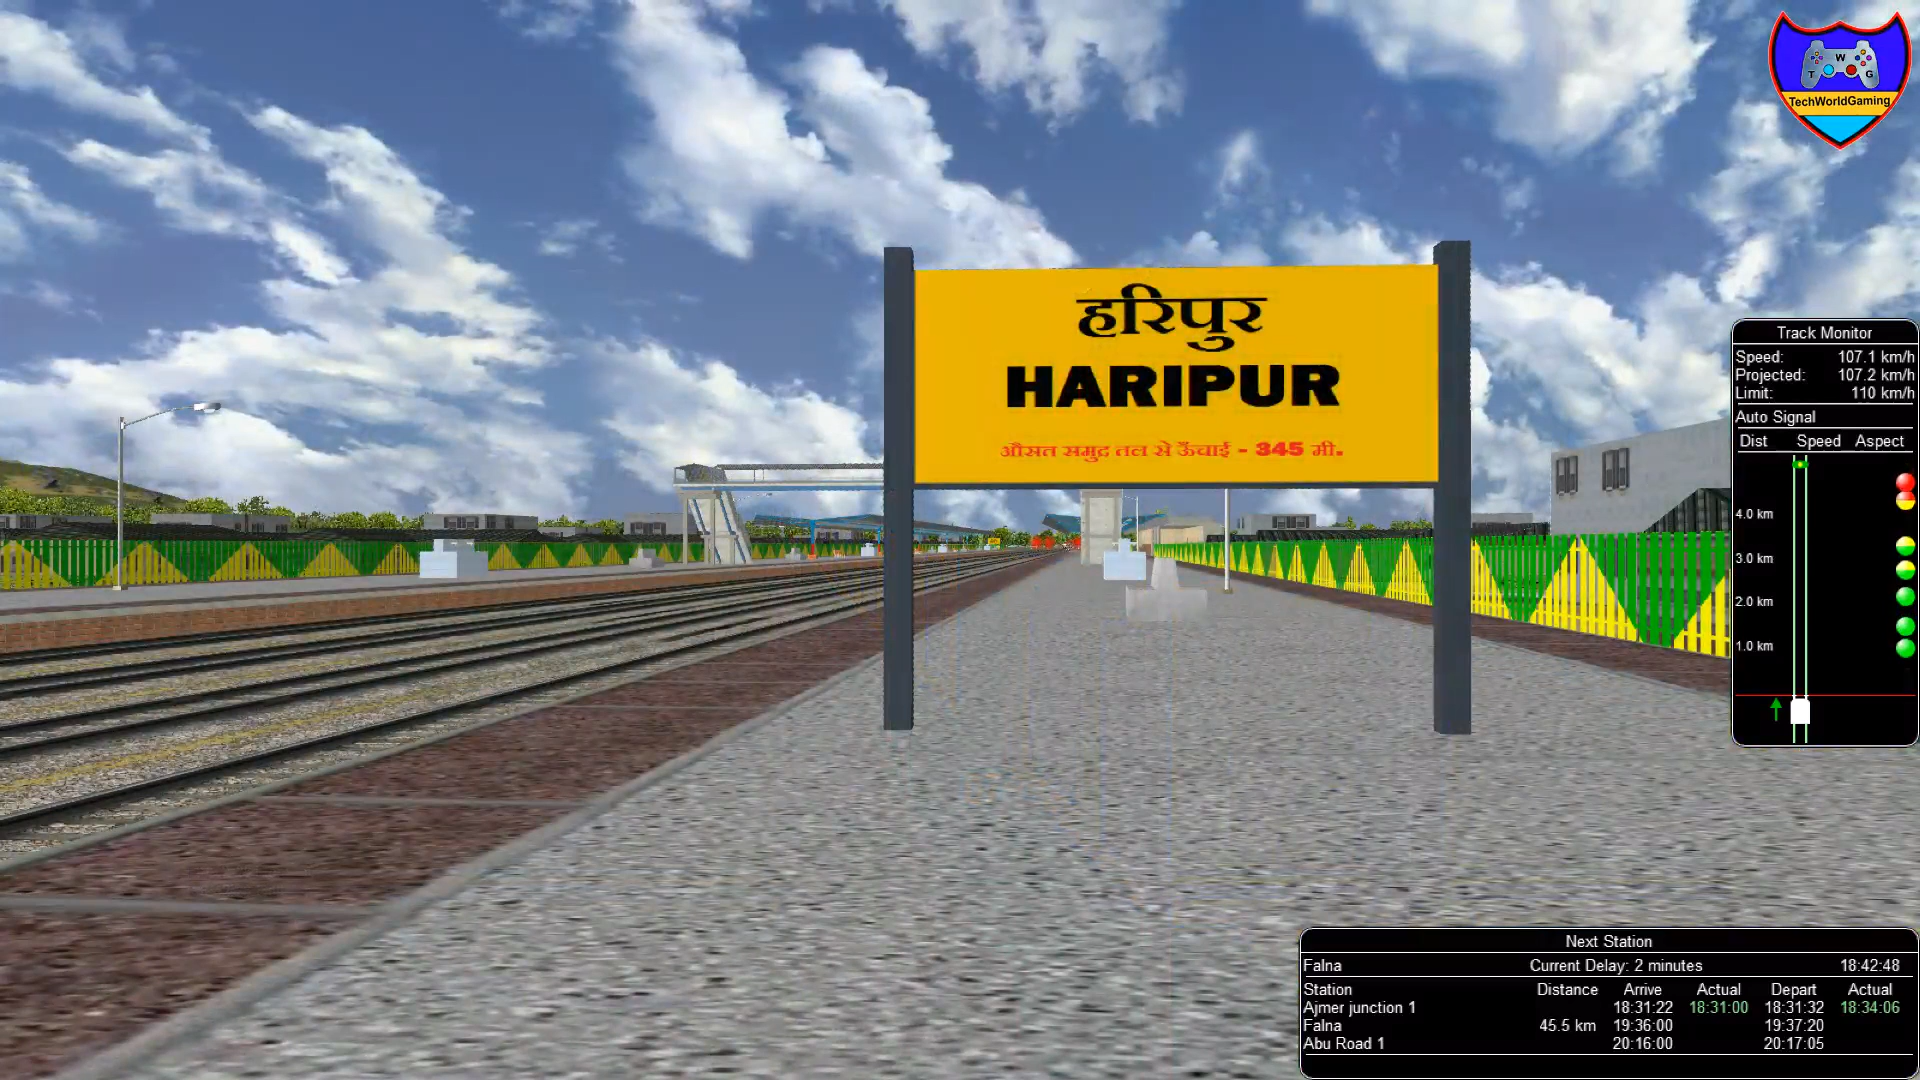 W
T G
TechWorldGaming
हरिपुर
HARIPUR
औसत समुद्र तल से ऊँचाई - 345 मी.
Track Monitor
Speed: 107.1 km/h
Projected: 107.2 km/h
Limit: 110 km/h
Auto Signal
Dist Speed Aspect
4.0 km
3.0 km
2.0 km
1.0 km
Next Station
Falna Current Delay: 2 minutes 18:42:48
Station Distance Arrive Actual Depart Actual
Ajmer junction 1 18:31:22 18:31:00 18:31:32 18:34:06
Falna 45.5 km 19:36:00 19:37:20
Abu Road 1 20:16:00 20:17:05